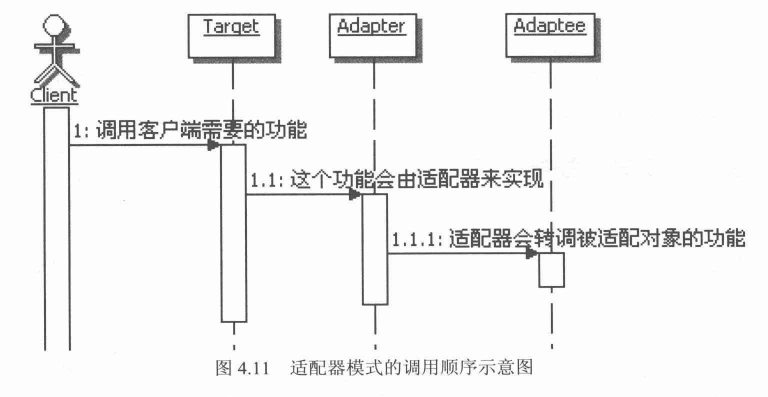 Target
Adapter
Adaptee
Client
1: 调用客户端需要的功能
1.1: 这个功能会由适配器来实现
1.1.1: 适配器会转调被适配对象的功能
图 4.11 适配器模式的调用顺序示意图